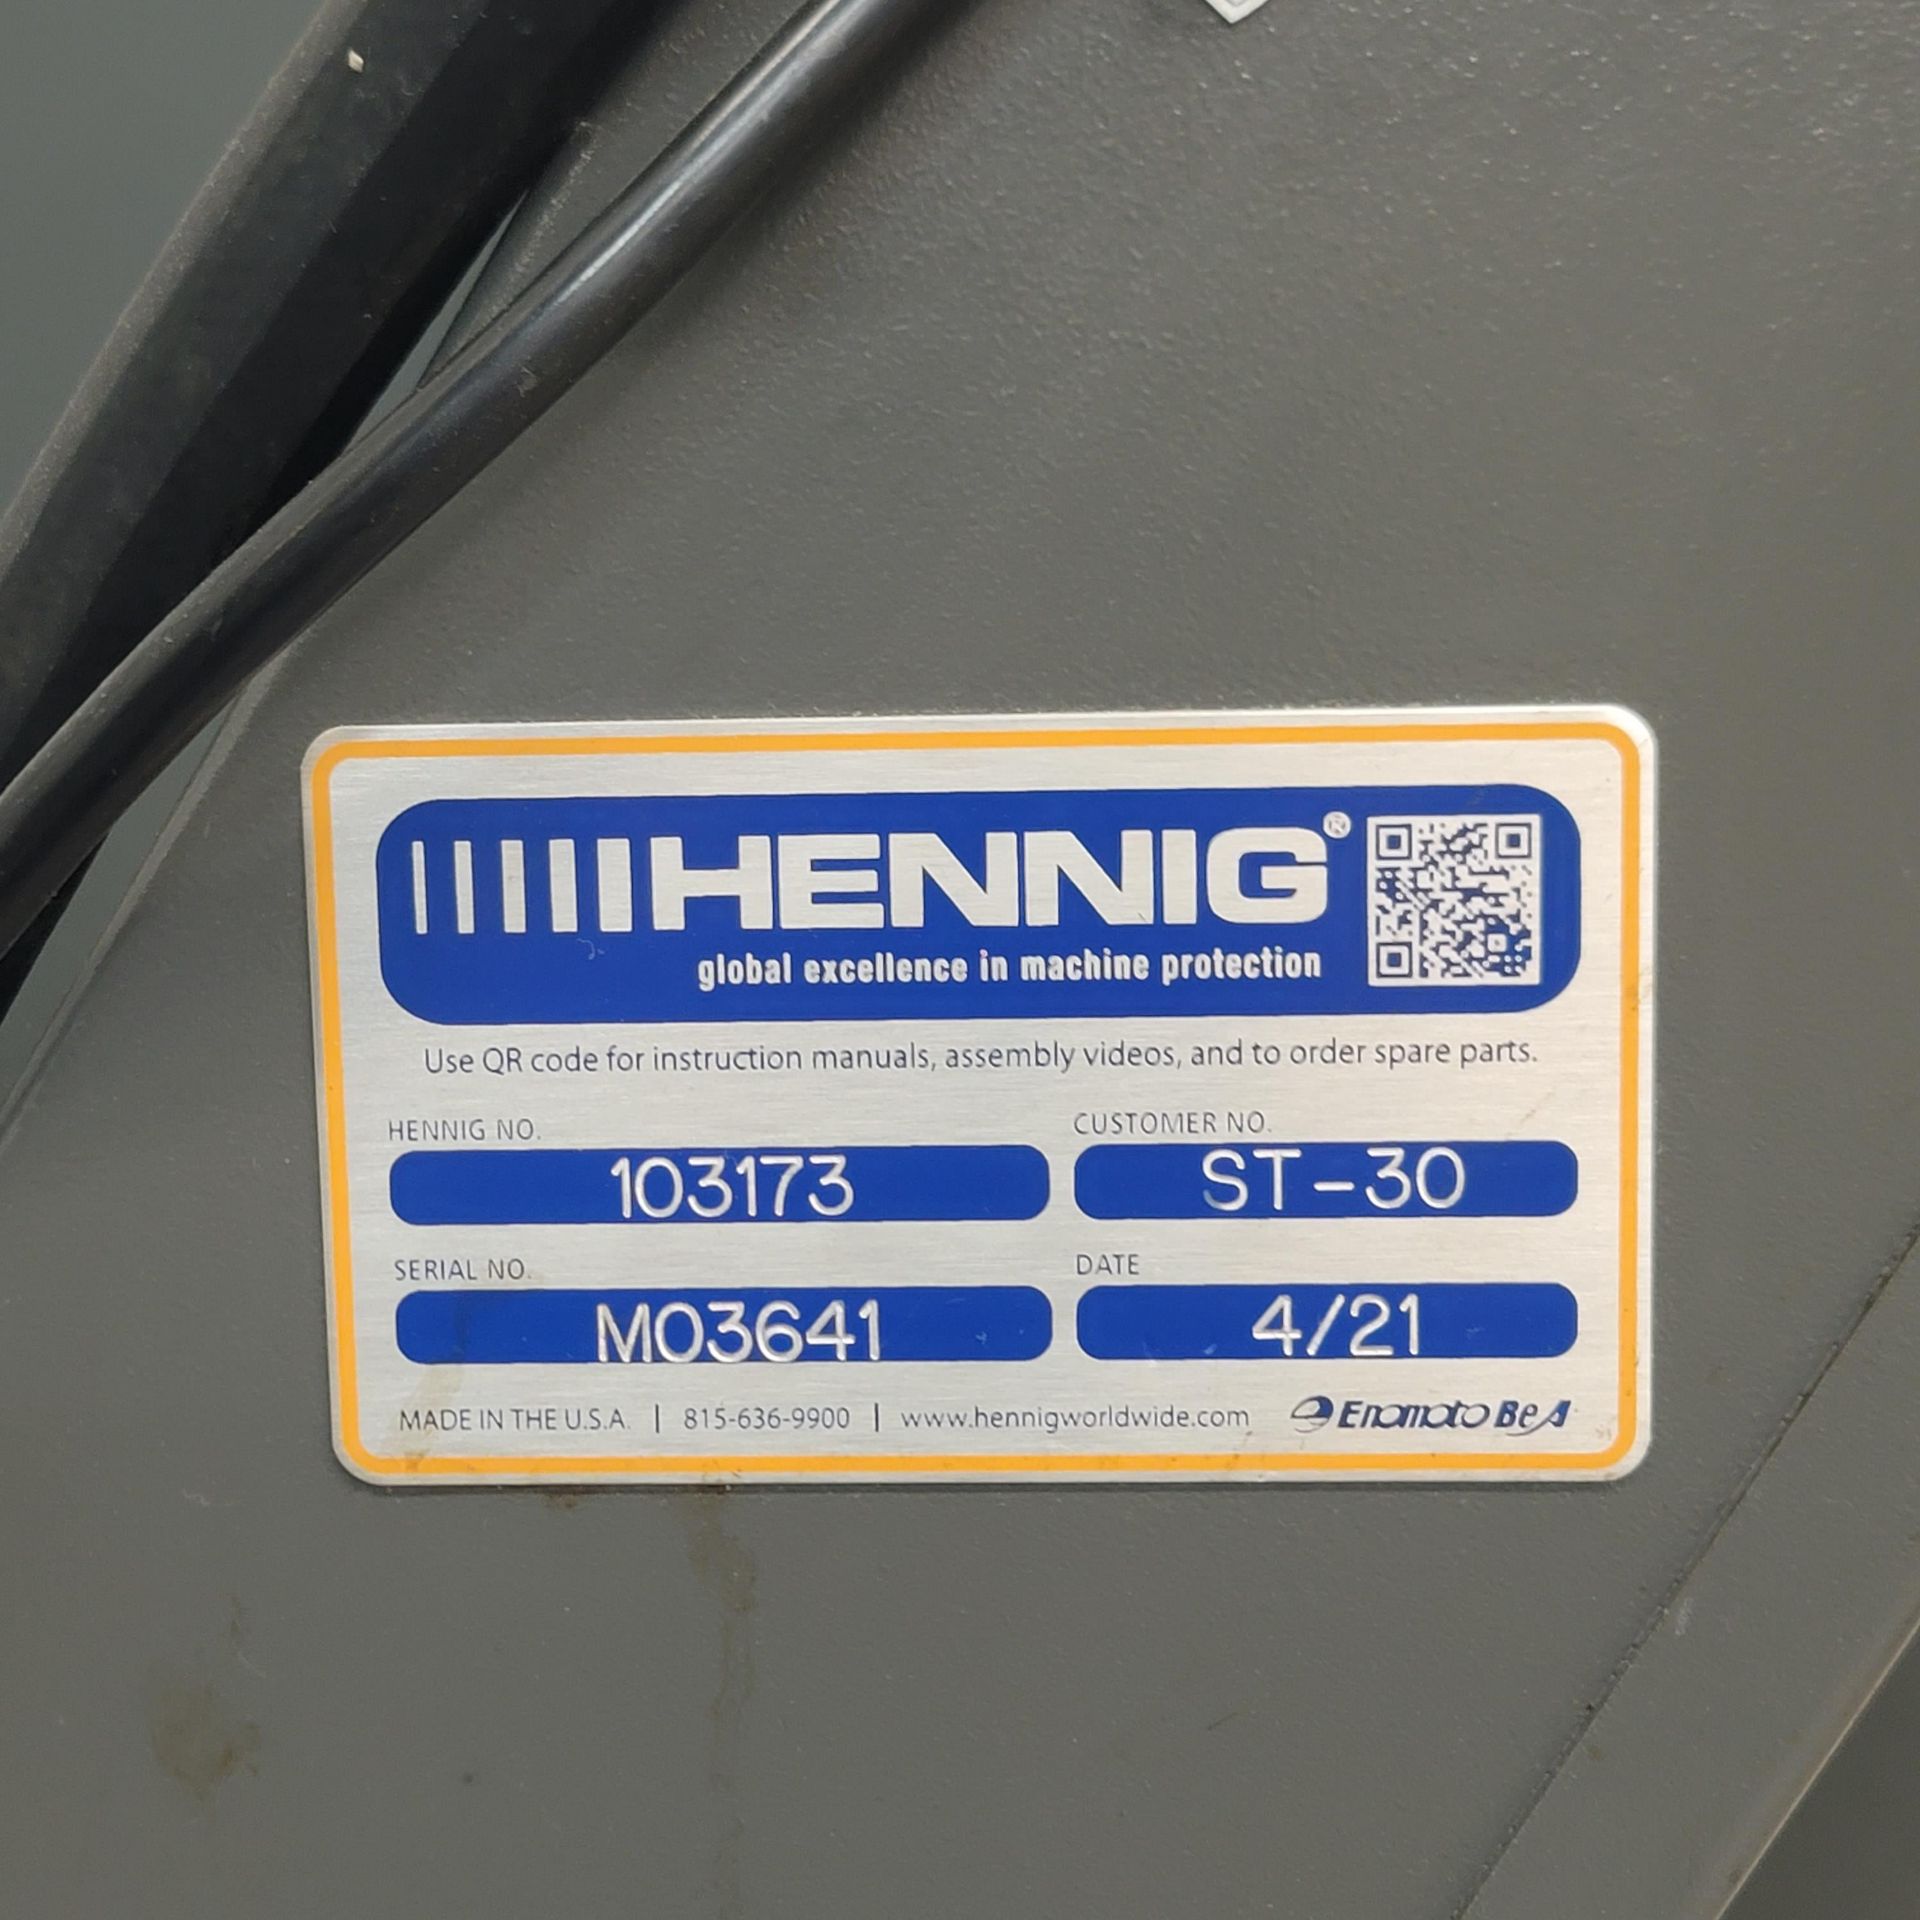 HENNIG®
global excellence in machine protection
Use QR code for instruction manuals, assembly videos, and to order spare parts.
HENNIG NO.
103173
CUSTOMER NO.
ST-30
SERIAL NO.
M03641
DATE
4/21
MADE IN THE U.S.A. | 815-636-9900 | www.hennigworldwide.com Enomoto BeA